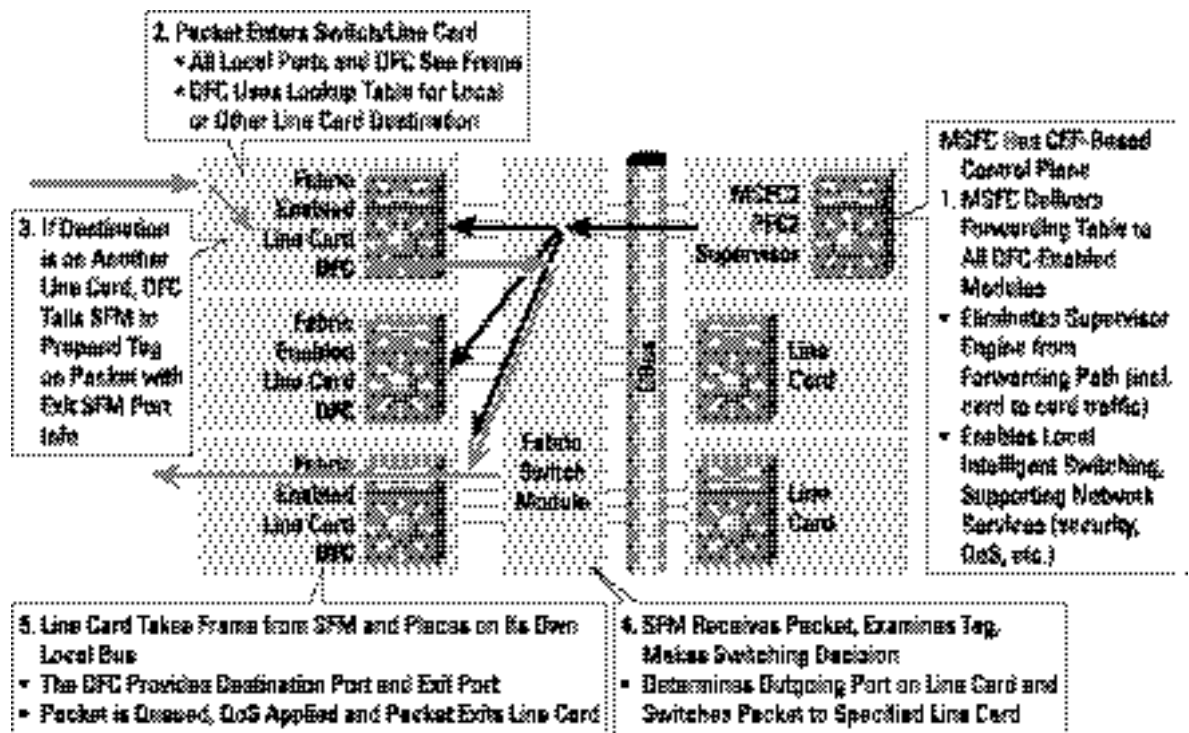 2. Packet Enters Switch/Line Card
• All Local Ports and DFC See Frame
• DFC Uses Lookup Table for Local
or Other Line Card Destination
3. If Destination
is on Another
Line Card, DFC
Tells SFM to
Prepend Tag
on Packet with
Exit SFM Port
Info
Fabric
Enabled
Line Card
DFC
Fabric
Enabled
Line Card
DFC
Fabric
Enabled
Line Card
DFC
Fabric
Switch
Module
MSFC2
PFC2
Supervisor
Line
Card
Line
Card
MSFC Has CEF-Based
Control Plane
1. MSFC Delivers
Forwarding Table to
All DFC-Enabled
Modules
• Eliminates Supervisor
Engine from
Forwarding Path (incl.
card to card traffic)
• Enables Local
Intelligent Switching,
Supporting Network
Services (security,
QoS, etc.)
5. Line Card Takes Frame from SFM and Places on Its Own
Local Bus
• The DFC Provides Destination Port and Exit Port
• Packet is Queued, QoS Applied and Packet Exits Line Card
4. SFM Receives Packet, Examines Tag,
Makes Switching Decision
• Determines Outgoing Port on Line Card and
Switches Packet to Specified Line Card